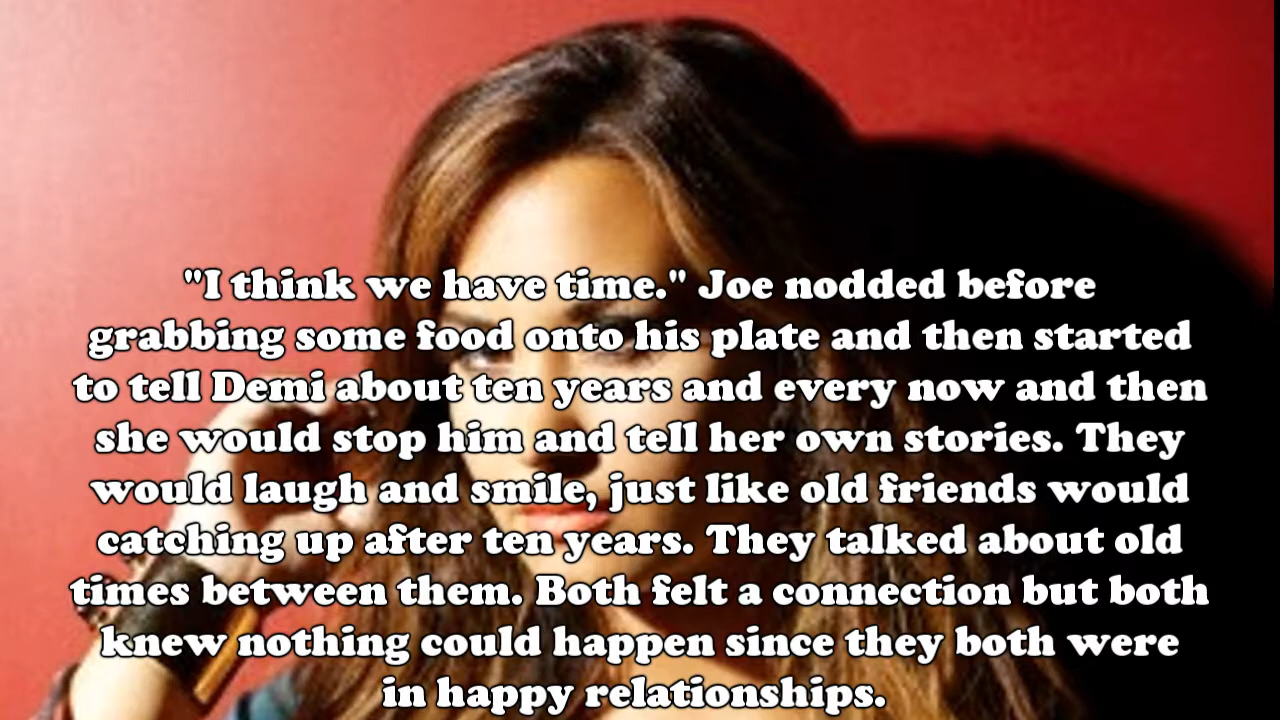 "I think we have time." Joe nodded before
grabbing some food onto his plate and then started
to tell Demi about ten years and every now and then
she would stop him and tell her own stories. They
would laugh and smile, just like old friends would
catching up after ten years. They talked about old
times between them. Both felt a connection but both
knew nothing could happen since they both were
in happy relationships.